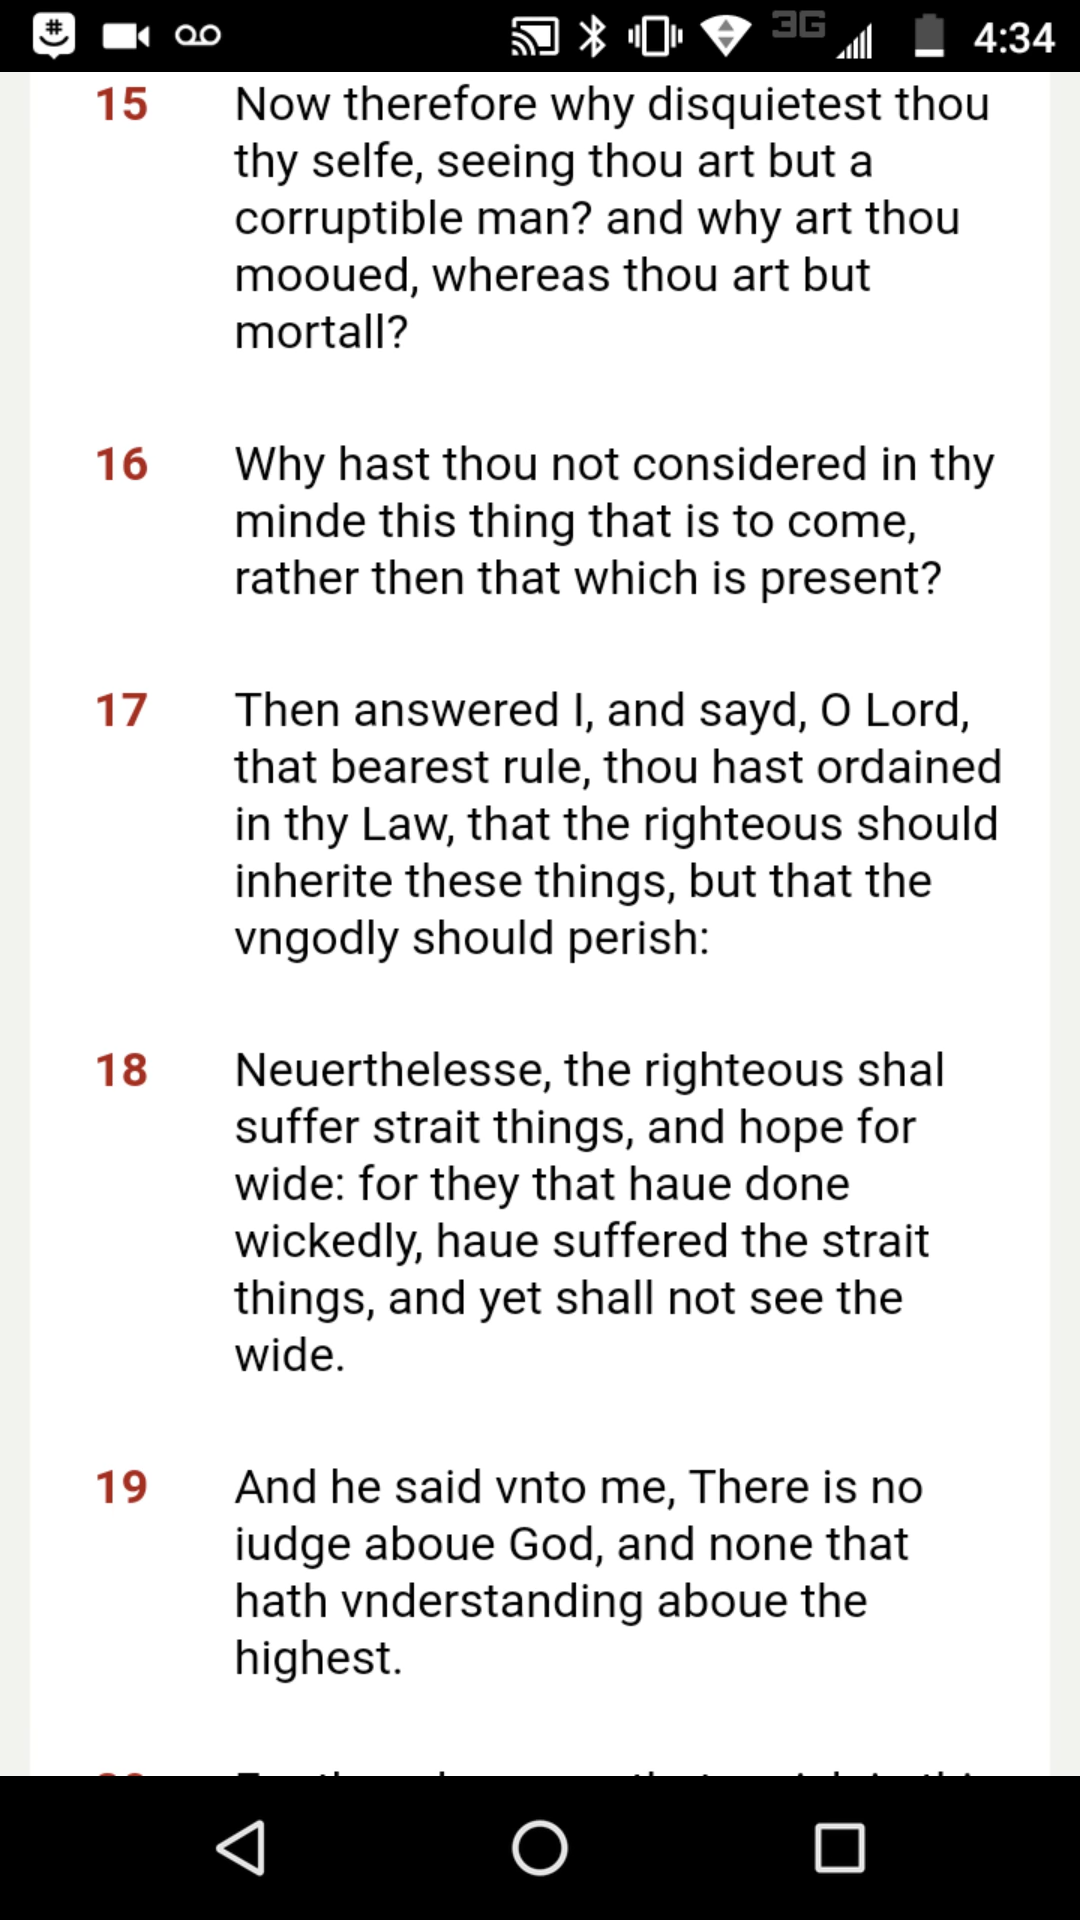 3G 4:34
15 Now therefore why disquietest thou
thy selfe, seeing thou art but a
corruptible man? and why art thou
mooued, whereas thou art but
mortall?
16 Why hast thou not considered in thy
minde this thing that is to come,
rather then that which is present?
17 Then answered I, and sayd, O Lord,
that bearest rule, thou hast ordained
in thy Law, that the righteous should
inherite these things, but that the
vngodly should perish:
18 Neuerthelesse, the righteous shal
suffer strait things, and hope for
wide: for they that haue done
wickedly, haue suffered the strait
things, and yet shall not see the
wide.
19 And he said vnto me, There is no
iudge aboue God, and none that
hath vnderstanding aboue the
highest.